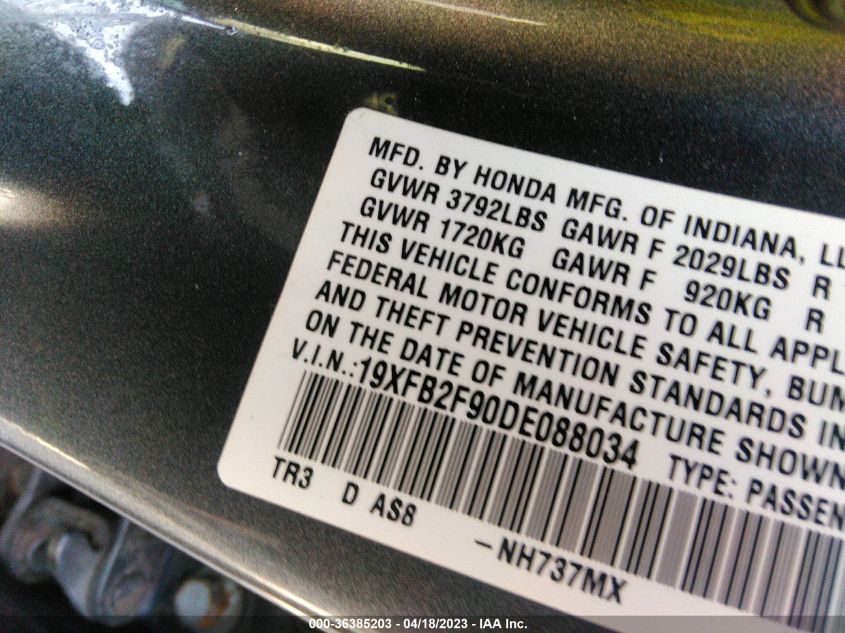 MFD. BY HONDA MFG. OF INDIANA, LL
GVWR 3792LBS GAWR F 2029LBS R
GVWR 1720KG GAWR F 920KG R
THIS VEHICLE CONFORMS TO ALL APPL
FEDERAL MOTOR VEHICLE SAFETY, BUM
AND THEFT PREVENTION STANDARDS IN
ON THE DATE OF MANUFACTURE SHOWN
V.I.N.:19XFB2F90DE088034 TYPE: PASSEN
TR3 D AS8 -NH737MX
000-36385203 - 04/18/2023 - IAA Inc.